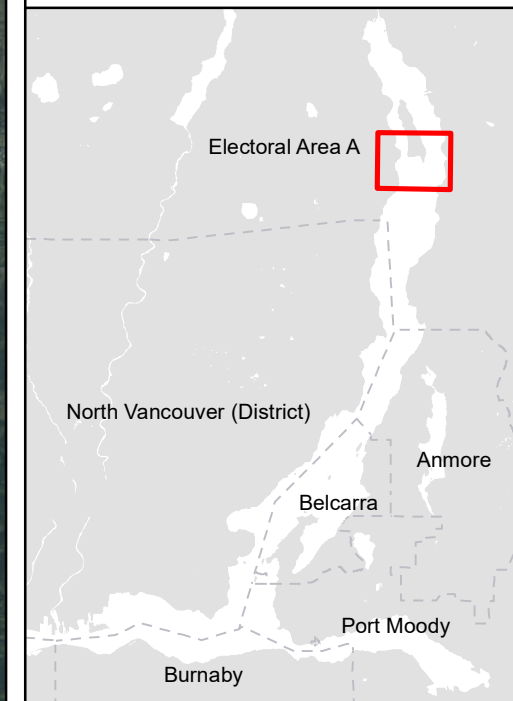 Electoral Area A
North Vancouver (District)
Anmore
Belcarra
Port Moody
Burnaby